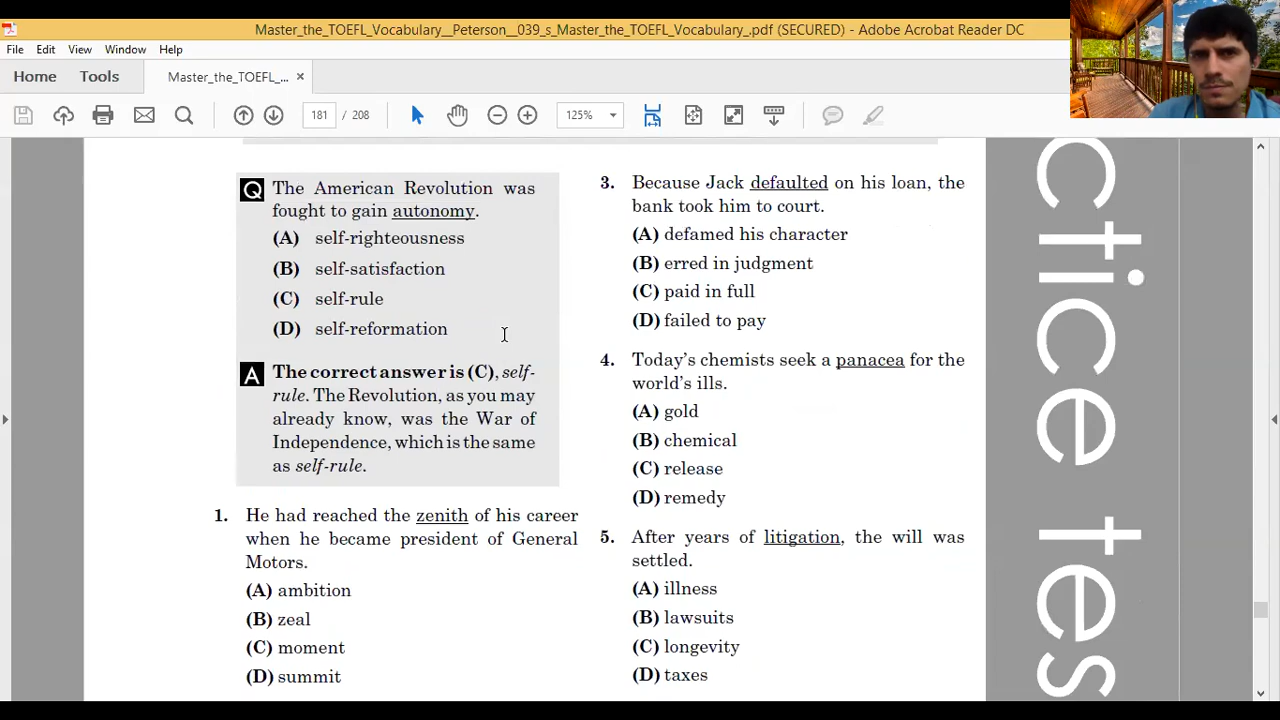 Master_the_TOEFL_Vocabulary__Peterson__039_s_Master_the_TOEFL_Vocabulary_.pdf (SECURED) - Adobe Acrobat Reader DC
File Edit View Window Help
Home Tools Master_the_TOEFL_... ×
181 / 208 125%
Q The American Revolution was
fought to gain autonomy.
(A) self-righteousness
(B) self-satisfaction
(C) self-rule
(D) self-reformation
A The correct answer is (C), self-
rule. The Revolution, as you may
already know, was the War of
Independence, which is the same
as self-rule.
1. He had reached the zenith of his career
when he became president of General
Motors.
(A) ambition
(B) zeal
(C) moment
(D) summit
3. Because Jack defaulted on his loan, the
bank took him to court.
(A) defamed his character
(B) erred in judgment
(C) paid in full
(D) failed to pay
4. Today's chemists seek a panacea for the
world's ills.
(A) gold
(B) chemical
(C) release
(D) remedy
5. After years of litigation, the will was
settled.
(A) illness
(B) lawsuits
(C) longevity
(D) taxes
ctice tes